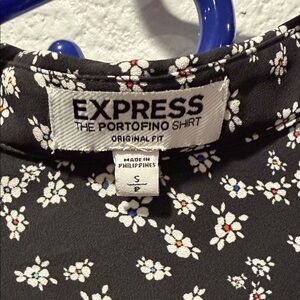 EXPRESS
THE PORTOFINO SHIRT
ORIGINAL FIT
MADE IN
PHILIPPINES
S
P